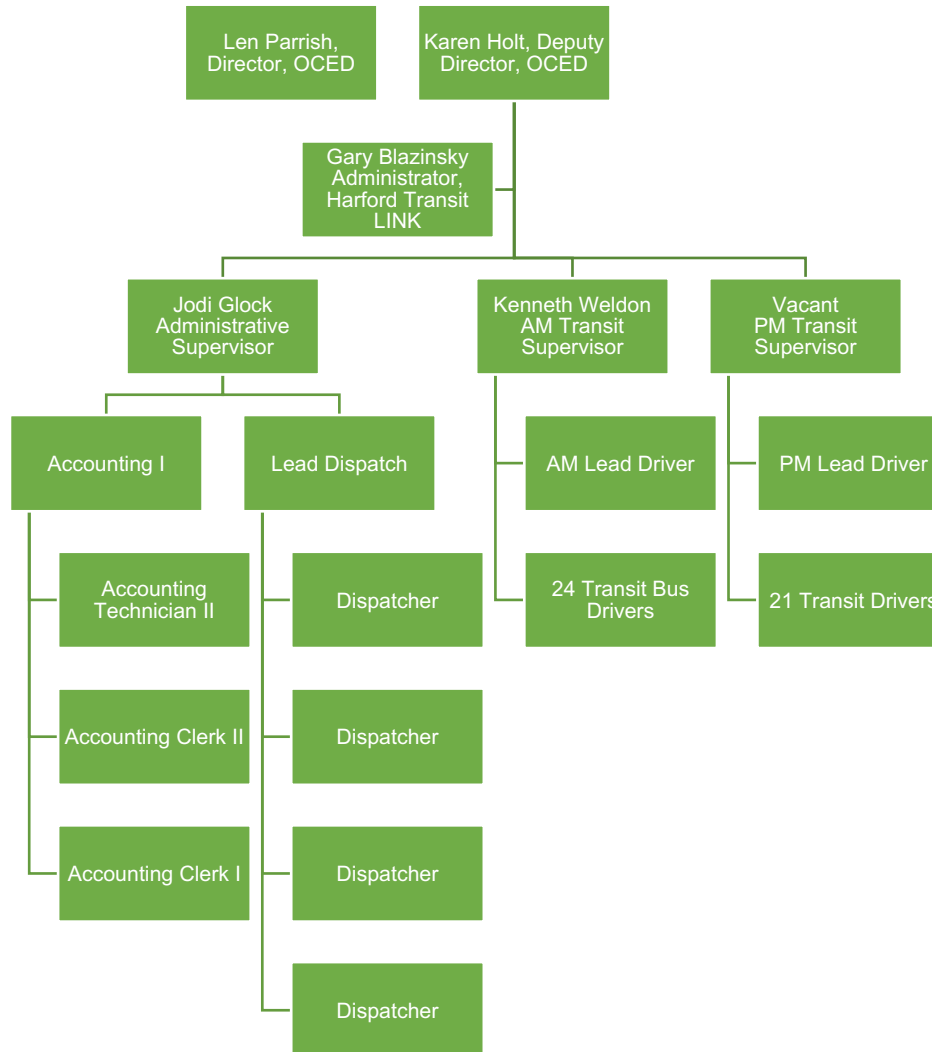 Len Parrish,
Director, OCED
Karen Holt, Deputy
Director, OCED
Gary Blazinsky
Administrator,
Harford Transit
LINK
Jodi Glock
Administrative
Supervisor
Kenneth Weldon
AM Transit
Supervisor
Vacant
PM Transit
Supervisor
Accounting I
Lead Dispatch
AM Lead Driver
PM Lead Driver
Accounting
Technician II
Dispatcher
24 Transit Bus
Drivers
21 Transit Drivers
Accounting Clerk II
Dispatcher
Accounting Clerk I
Dispatcher
Dispatcher